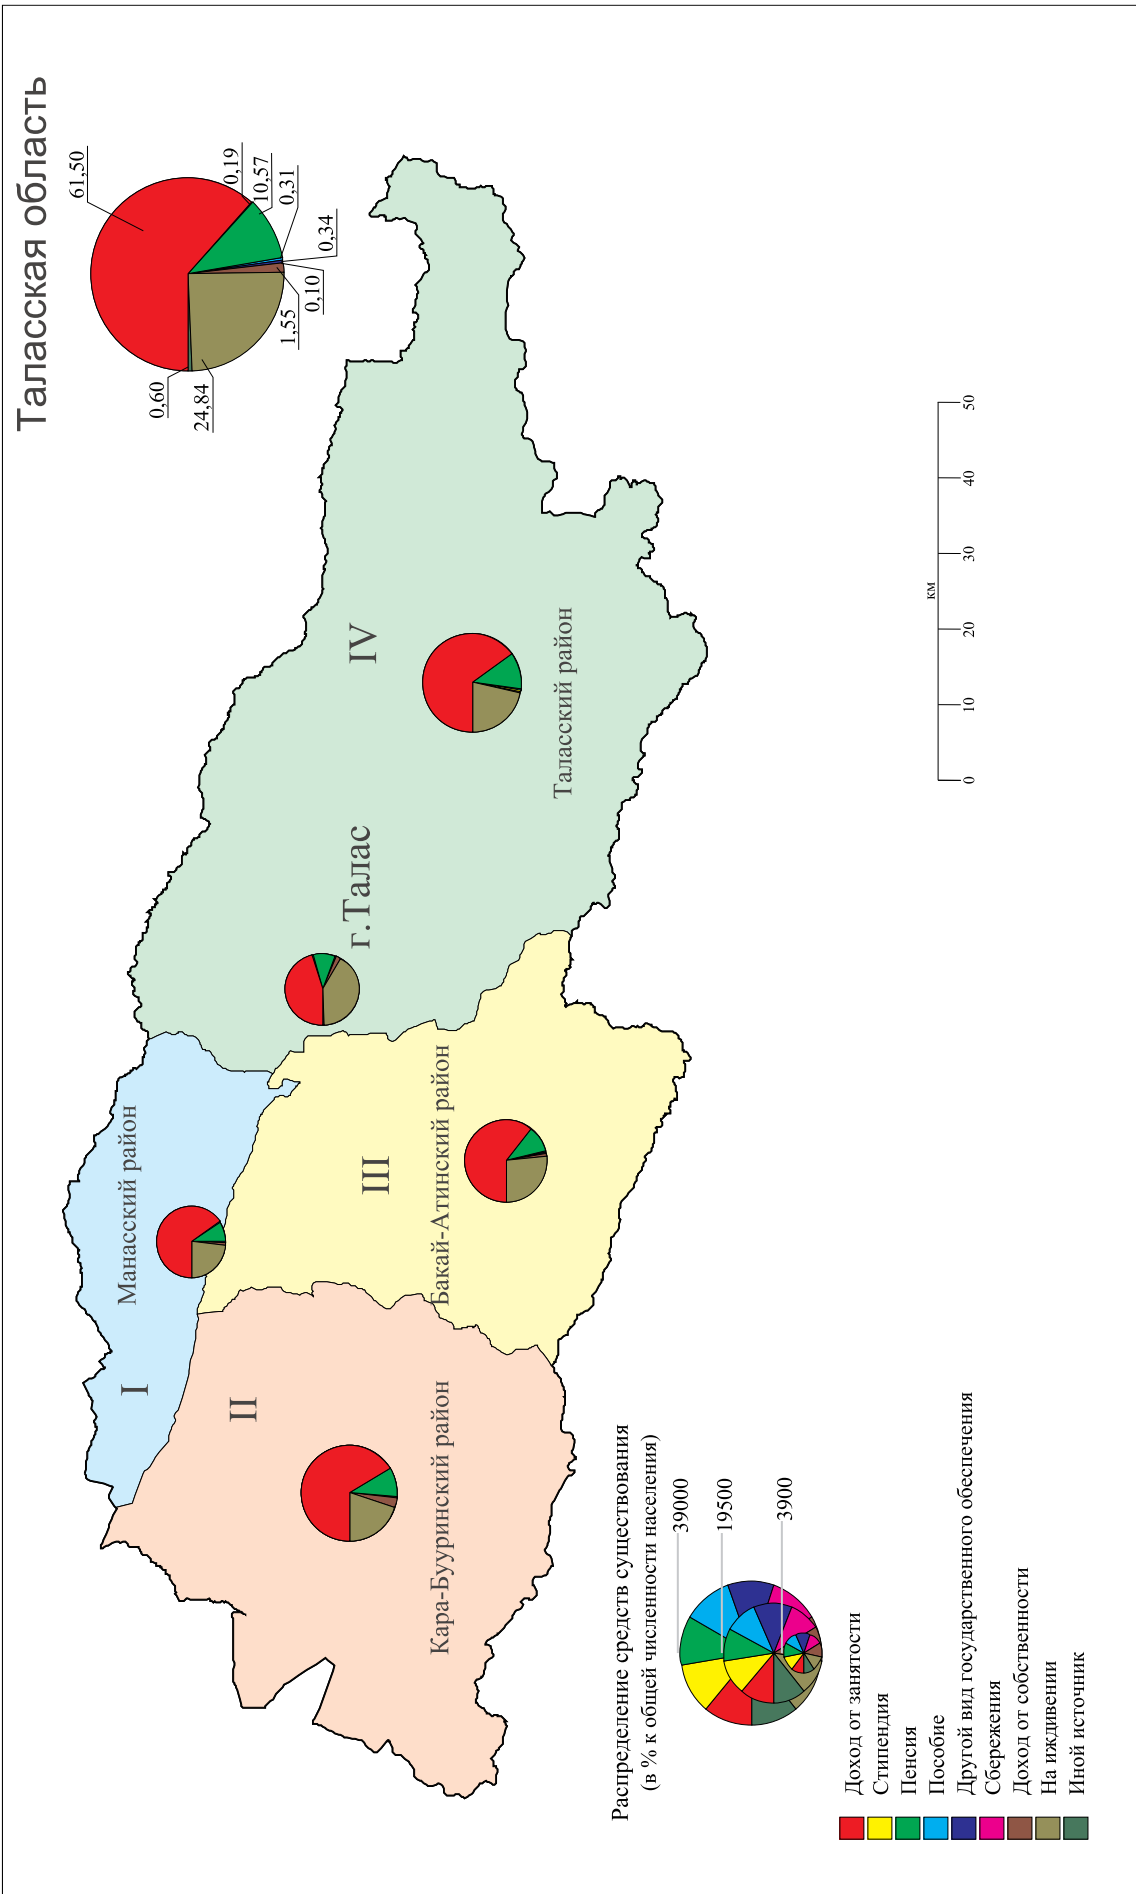 Таласская область
61,50
0,19
10,57
0,31
0,34
0,10
1,55
24,84
0,60
I
Манасский район
II
Кара-Бууринский район
III
Бакай-Атинский район
г.Талас
IV
Таласский район
Распределение средств существования
(в % к общей численности населения)
39000
19500
3900
Доход от занятости
Стипендия
Пенсия
Пособие
Другой вид государственного обеспечения
Сбережения
Доход от собственности
На иждивении
Иной источник
км
0 10 20 30 40 50